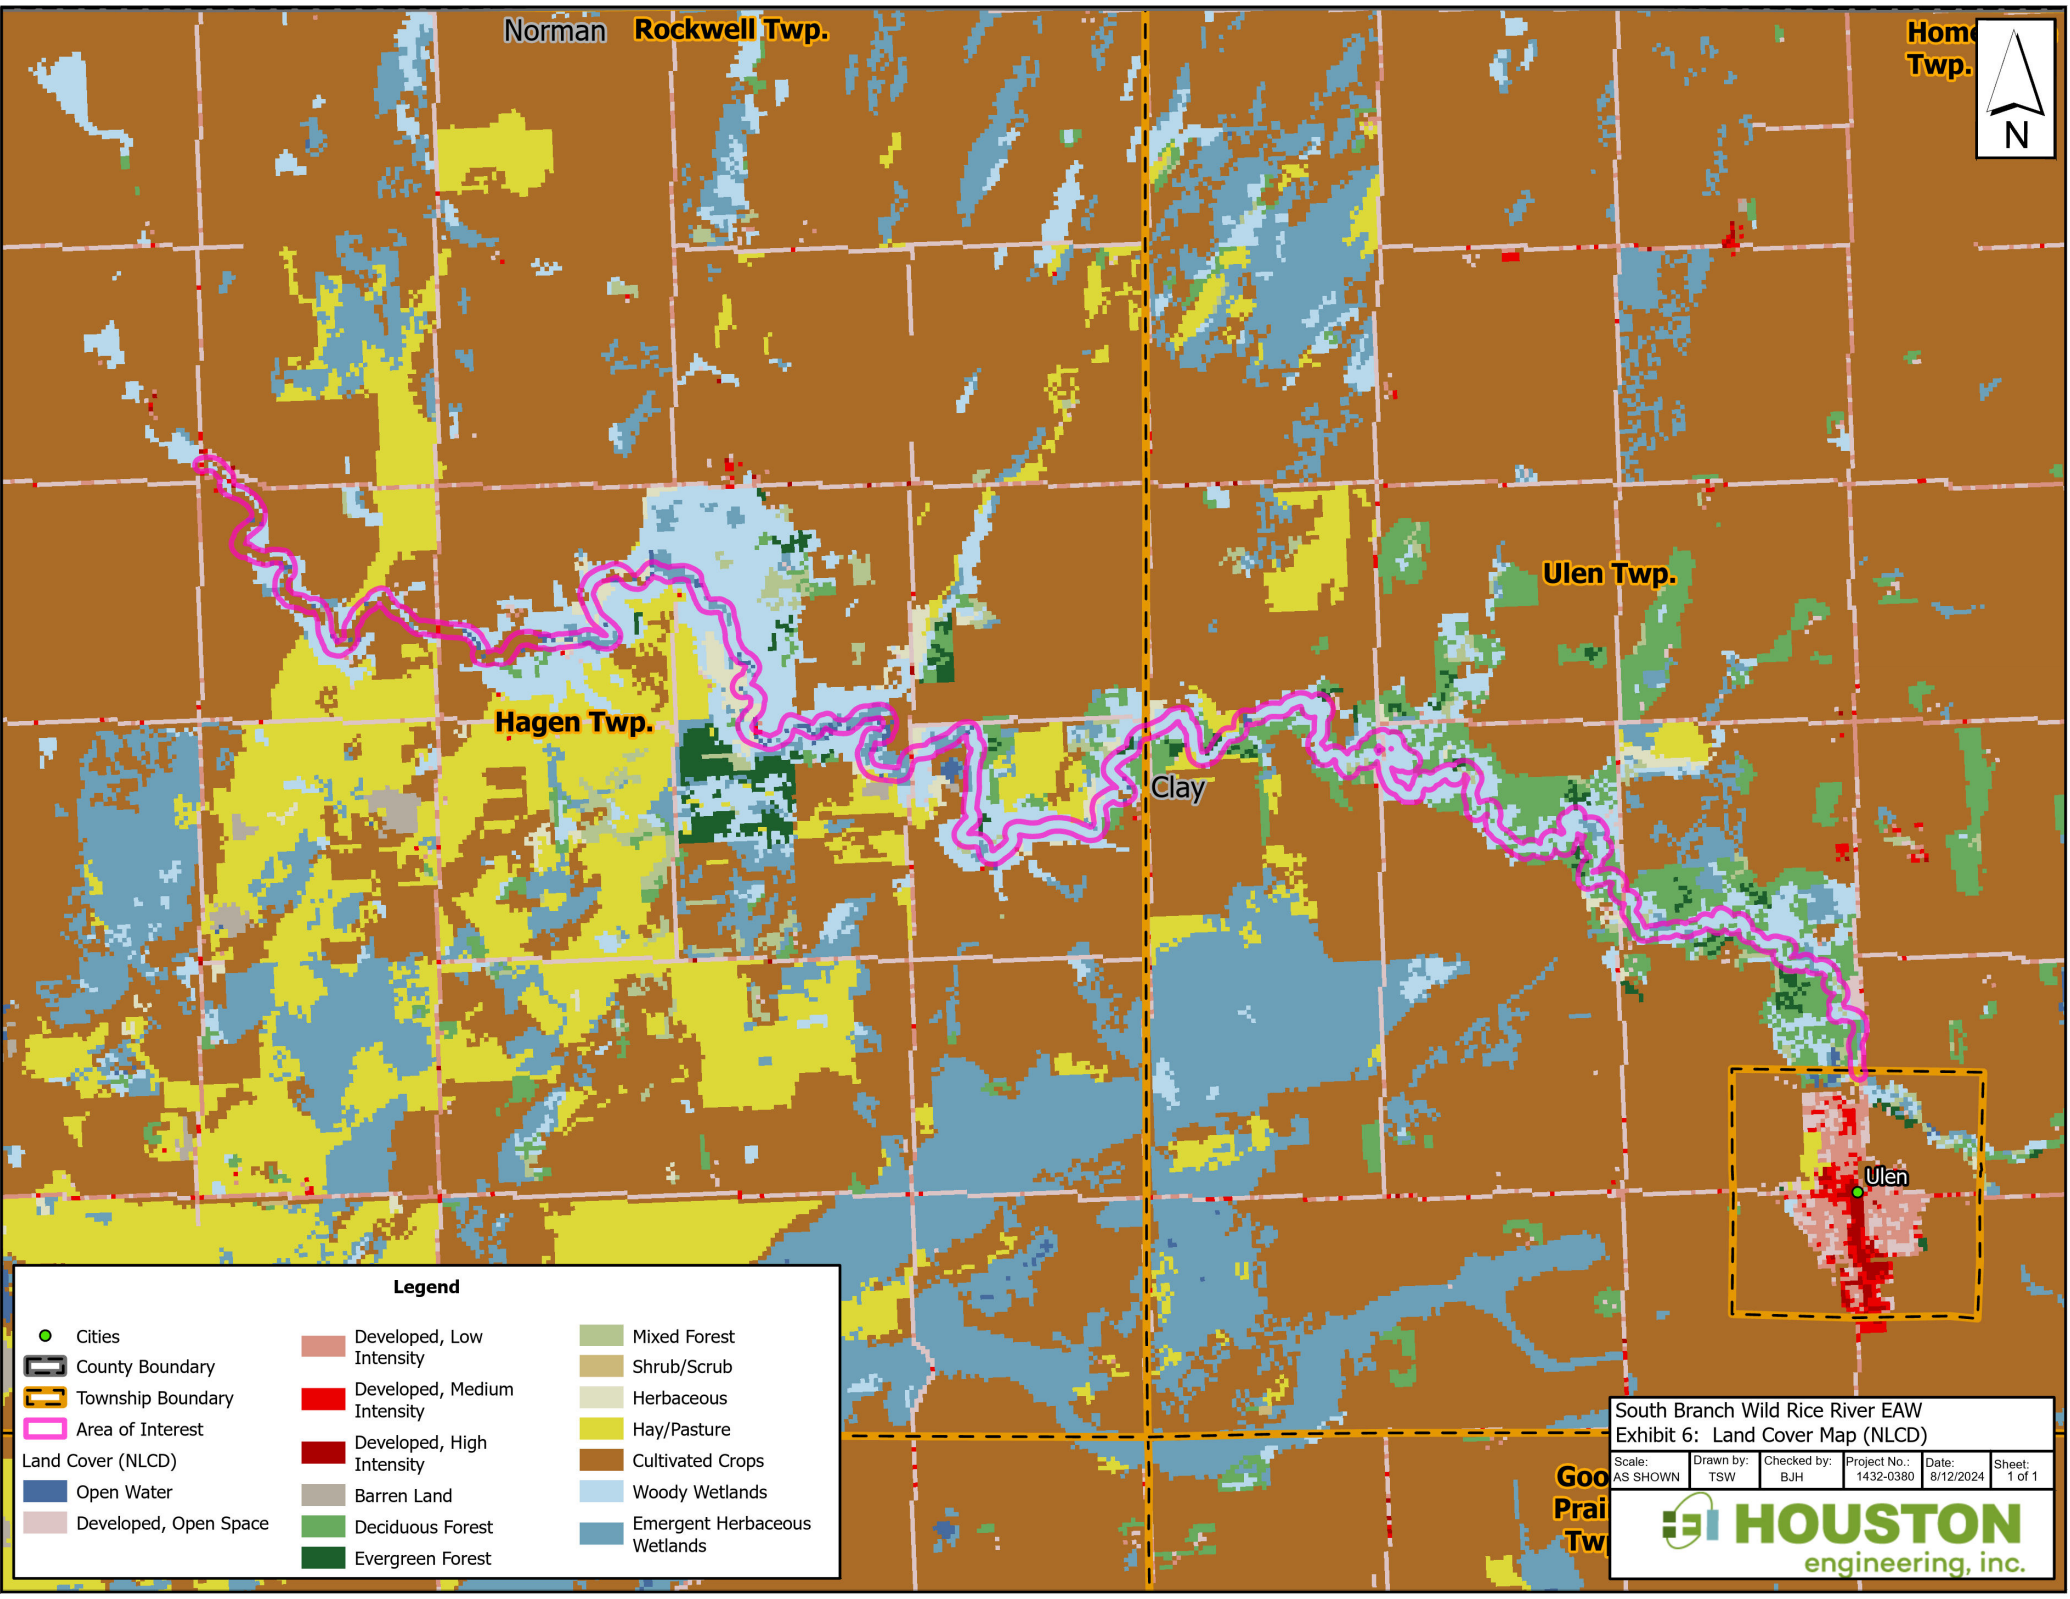 Norman
Rockwell Twp.
Home
Twp.
N
Ulen Twp.
Hagen Twp.
Clay
Ulen
Legend
Cities
County Boundary
Township Boundary
Area of Interest
Land Cover (NLCD)
Open Water
Developed, Open Space
Developed, Low
Intensity
Developed, Medium
Intensity
Developed, High
Intensity
Barren Land
Deciduous Forest
Evergreen Forest
Mixed Forest
Shrub/Scrub
Herbaceous
Hay/Pasture
Cultivated Crops
Woody Wetlands
Emergent Herbaceous
Wetlands
Goo
Prai
Tw
South Branch Wild Rice River EAW
Exhibit 6: Land Cover Map (NLCD)
Scale:
AS SHOWN
Drawn by:
TSW
Checked by:
BJH
Project No.:
1432-0380
Date:
8/12/2024
Sheet:
1 of 1
HOUSTON
engineering, inc.